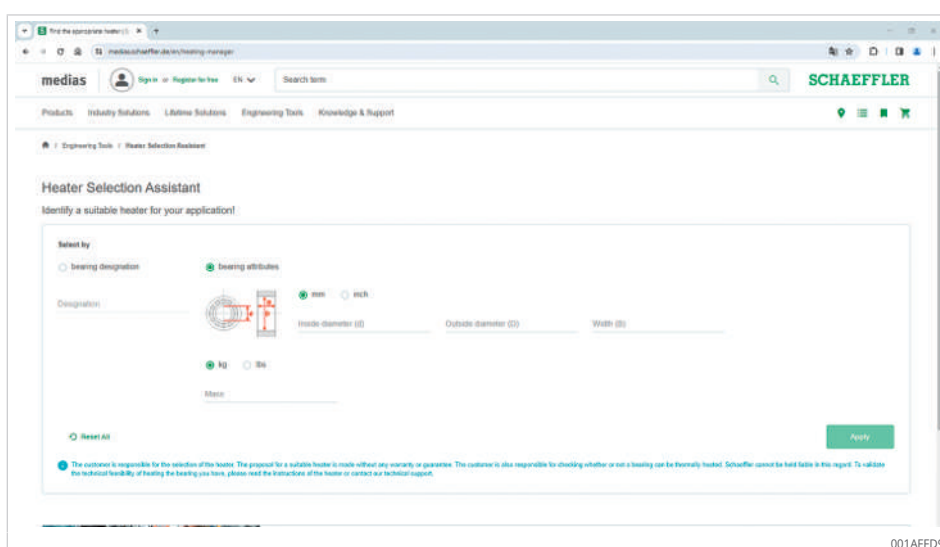 Find the appropriate heater | S
medias.schaeffler.de/en/heating-manager
medias Sign in or Register for free EN Search term SCHAEFFLER
Products Industry Solutions Lifetime Solutions Engineering Tools Knowledge & Support
/ Engineering Tools / Heater Selection Assistant
Heater Selection Assistant
Identify a suitable heater for your application!
Select by
bearing designation bearing attributes
mm inch
Designation
Inside diameter (d) Outside diameter (D) Width (B)
kg lbs
Mass
Reset All Apply
The customer is responsible for the selection of the heater. The proposal for a suitable heater is made without any warranty or guarantee. The customer is also responsible for checking whether or not a bearing can be thermally heated. Schaeffler cannot be held liable in this regard. To validate
the technical feasibility of heating the bearing you have, please read the instructions of the heater or contact our technical support.